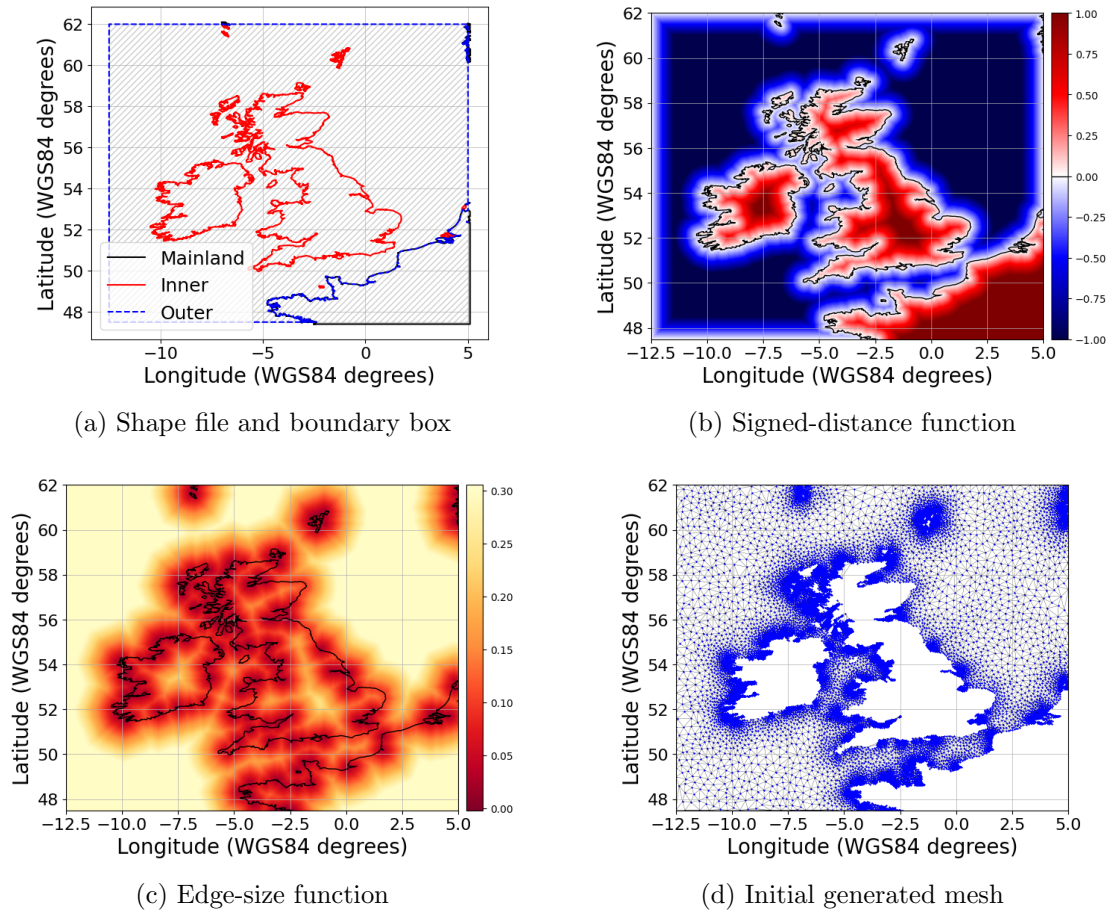 62
60
58
56
54
52
50
48
Latitude (WGS84 degrees)
Mainland
Inner
Outer
−10
−5
0
5
Longitude (WGS84 degrees)
(a) Shape file and boundary box
62
60
58
56
54
52
50
48
Latitude (WGS84 degrees)
−12.5 −10.0 −7.5 −5.0 −2.5 0.0 2.5 5.0
Longitude (WGS84 degrees)
1.00
0.75
0.50
0.25
0.00
−0.25
−0.50
−0.75
−1.00
(b) Signed-distance function
62
60
58
56
54
52
50
48
Latitude (WGS84 degrees)
−12.5 −10.0 −7.5 −5.0 −2.5 0.0 2.5 5.0
Longitude (WGS84 degrees)
0.30
0.25
0.20
0.15
0.10
0.05
0.00
(c) Edge-size function
62
60
58
56
54
52
50
48
Latitude (WGS84 degrees)
−12.5 −10.0 −7.5 −5.0 −2.5 0.0 2.5 5.0
Longitude (WGS84 degrees)
(d) Initial generated mesh